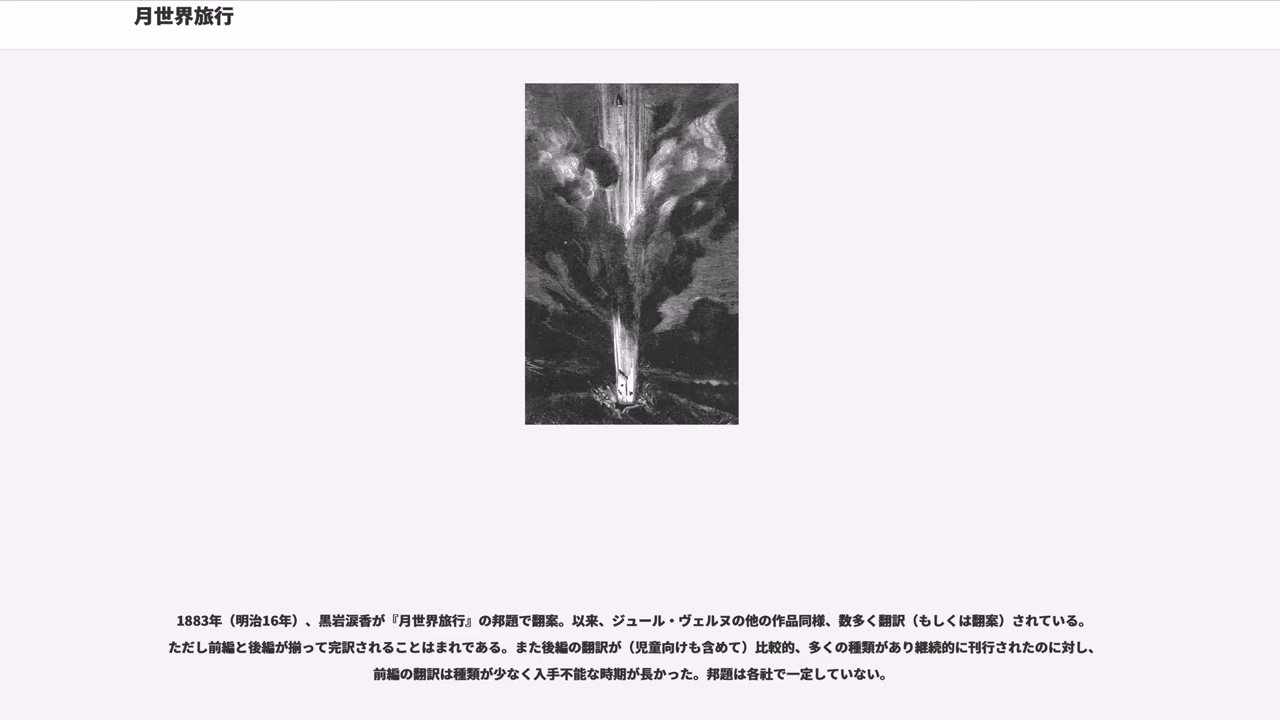 月世界旅行
1883年（明治16年）、黒岩涙香が『月世界旅行』の邦題で翻案。以来、ジュール・ヴェルヌの他の作品同様、数多く翻訳（もしくは翻案）されている。
ただし前編と後編が揃って完訳されることはまれである。また後編の翻訳が（児童向けも含めて）比較的、多くの種類があり継続的に刊行されたのに対し、
前編の翻訳は種類が少なく入手不能な時期が長かった。邦題は各社で一定していない。